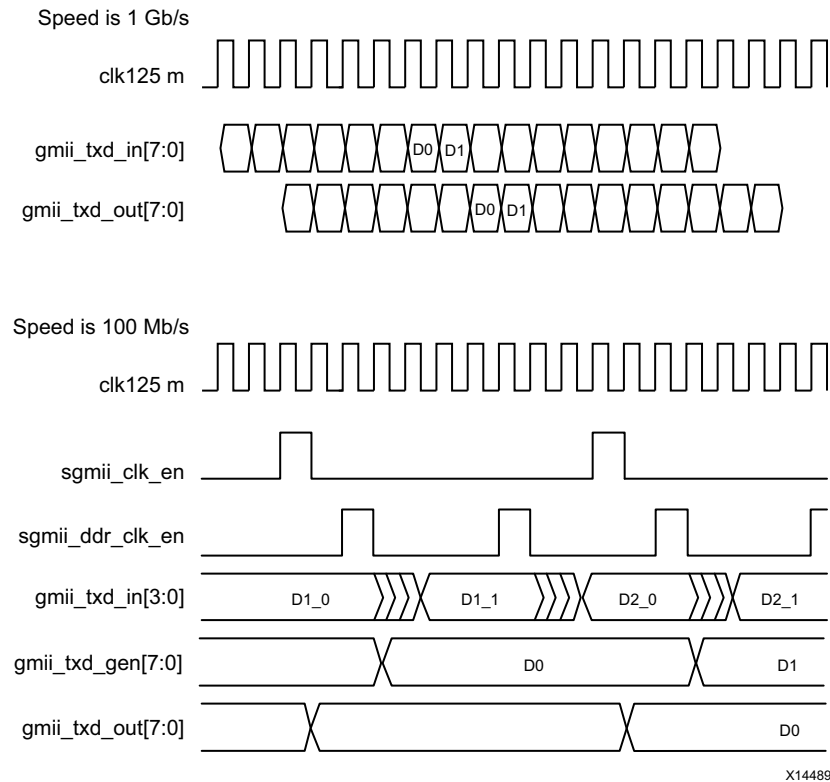 Speed is 1 Gb/s
clk125 m
gmii_txd_in[7:0] D0 D1
gmii_txd_out[7:0] D0 D1
Speed is 100 Mb/s
clk125 m
sgmii_clk_en
sgmii_ddr_clk_en
gmii_txd_in[3:0] D1_0 D1_1 D2_0 D2_1
gmii_txd_gen[7:0] D0 D1
gmii_txd_out[7:0] D0
X14489